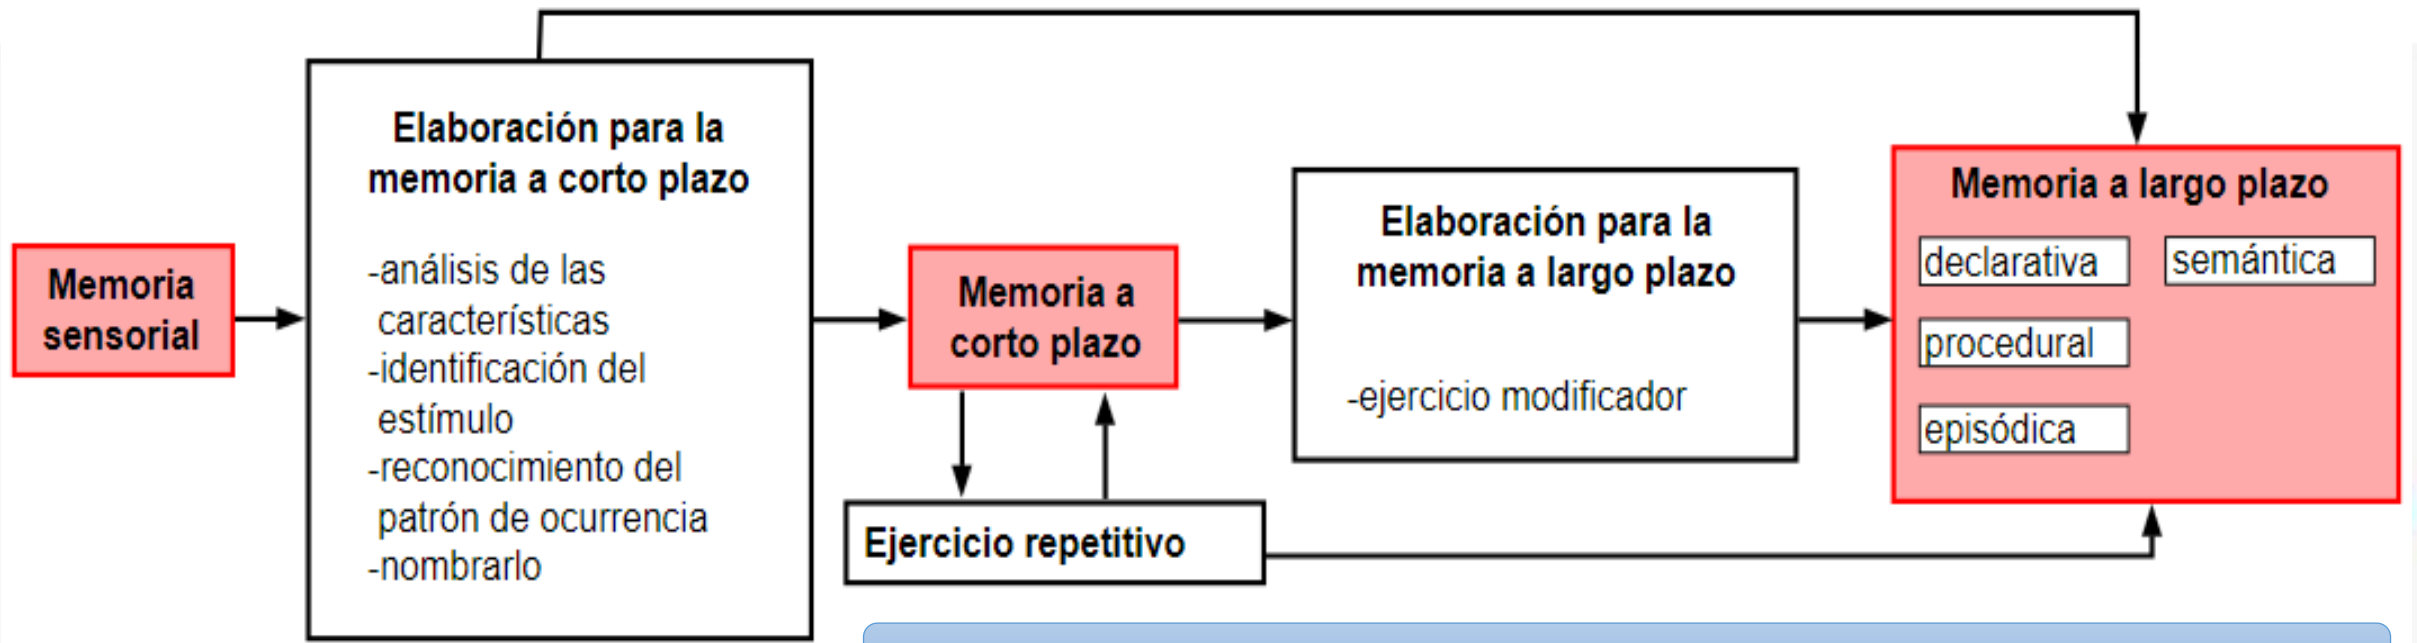 Memoria
sensorial
Elaboración para la
memoria a corto plazo
-análisis de las
características
-identificación del
estímulo
-reconocimiento del
patrón de ocurrencia
-nombrarlo
Memoria a
corto plazo
Ejercicio repetitivo
Elaboración para la
memoria a largo plazo
-ejercicio modificador
Memoria a largo plazo
declarativa semántica
procedural
episódica